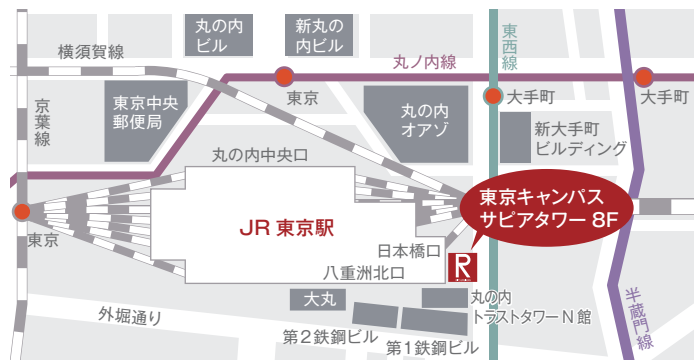 丸の内
ビル
新丸の
内ビル
横須賀線
丸ノ内線
東西線
京葉線
東京中央
郵便局
東京
丸の内
オアゾ
大手町
大手町
新大手町
ビルディング
丸の内中央口
東京キャンパス
サピアタワー 8F
JR 東京駅
東京
日本橋口
八重洲北口
R
大丸
丸の内
トラストタワーN館
外堀通り
第2鉄鋼ビル
第1鉄鋼ビル
半蔵門線